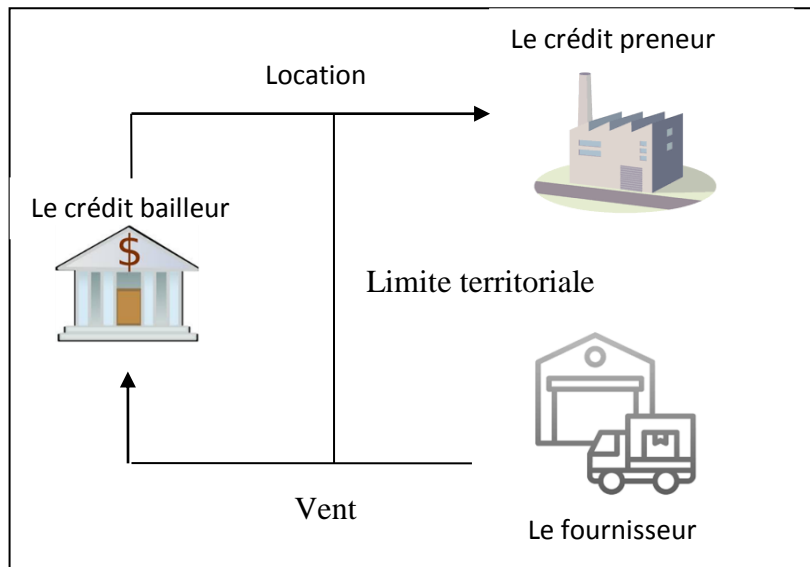 Le crédit preneur
Location
Le crédit bailleur
$
Limite territoriale
Vent
Le fournisseur